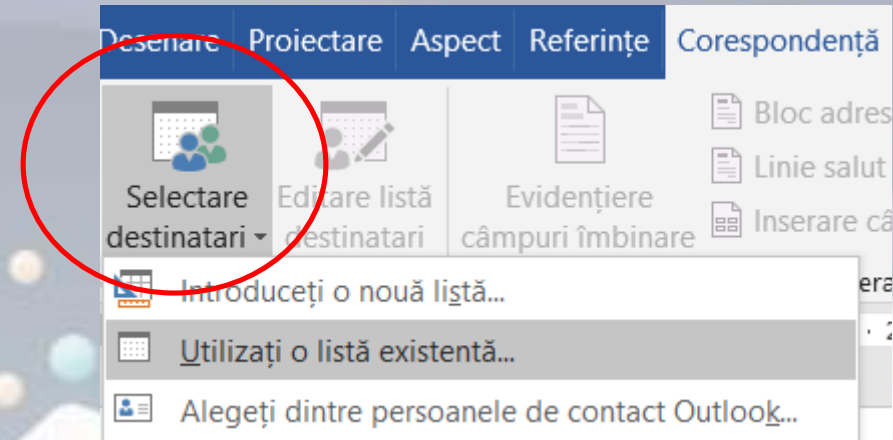 Desenare Proiectare Aspect Referințe Corespondență
Selectare destinatari
Editare listă destinatari
Evidențiere câmpuri îmbinare
Bloc adres
Linie salut
Inserare câ
Introduceți o nouă listă...
Utilizați o listă existentă...
Alegeți dintre persoanele de contact Outlook...